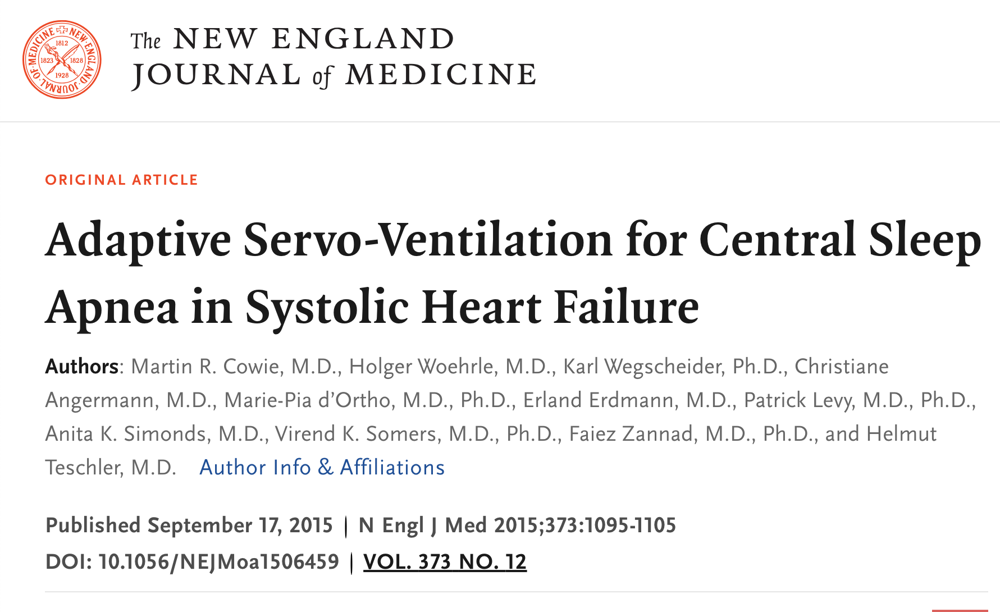 The NEW ENGLAND
JOURNAL of MEDICINE
NEW·ENGLAND·JOURNAL·OF·MEDICINE
1812
1823 1828
1928
ORIGINAL ARTICLE
Adaptive Servo-Ventilation for Central Sleep
Apnea in Systolic Heart Failure
Authors: Martin R. Cowie, M.D., Holger Woehrle, M.D., Karl Wegscheider, Ph.D., Christiane
Angermann, M.D., Marie-Pia d’Ortho, M.D., Ph.D., Erland Erdmann, M.D., Patrick Levy, M.D., Ph.D.,
Anita K. Simonds, M.D., Virend K. Somers, M.D., Ph.D., Faiez Zannad, M.D., Ph.D., and Helmut
Teschler, M.D. Author Info & Affiliations
Published September 17, 2015 | N Engl J Med 2015;373:1095-1105
DOI: 10.1056/NEJMoa1506459 | VOL. 373 NO. 12